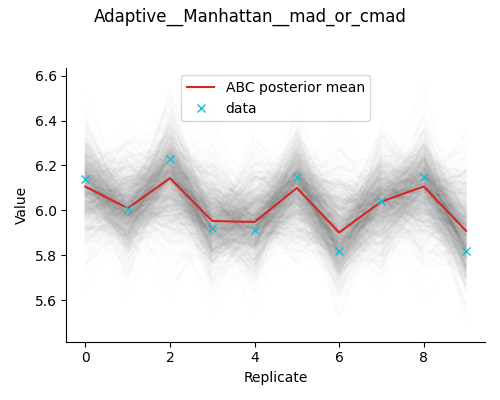 Adaptive__Manhattan__mad_or_cmad
ABC posterior mean
data
6.6
6.4
6.2
6.0
5.8
5.6
Value
0 2 4 6 8
Replicate